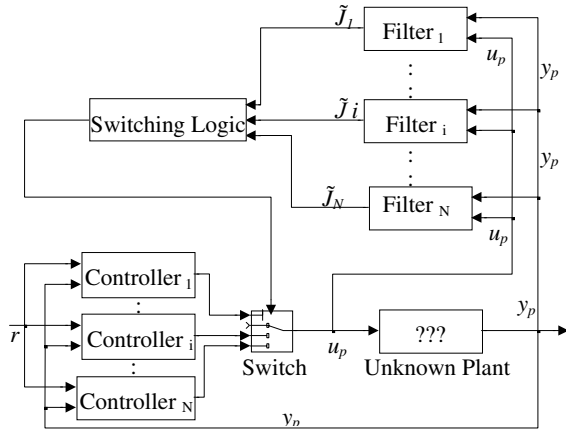 J̃₁
Filter ₁
uₚ
yₚ
J̃ i
Filter ᵢ
Switching Logic
yₚ
J̃_N
Filter N
uₚ
Controller ₁
r
Controller ᵢ
Controller N
Switch
uₚ
???
Unknown Plant
yₚ
yₚ